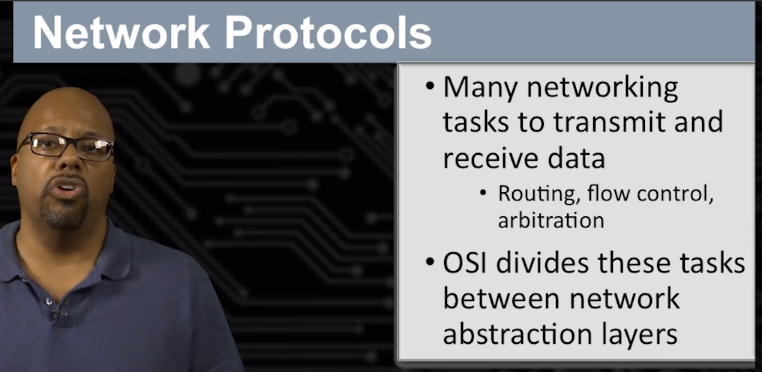 Network Protocols
• Many networking
tasks to transmit and
receive data
• Routing, flow control,
arbitration
• OSI divides these tasks
between network
abstraction layers